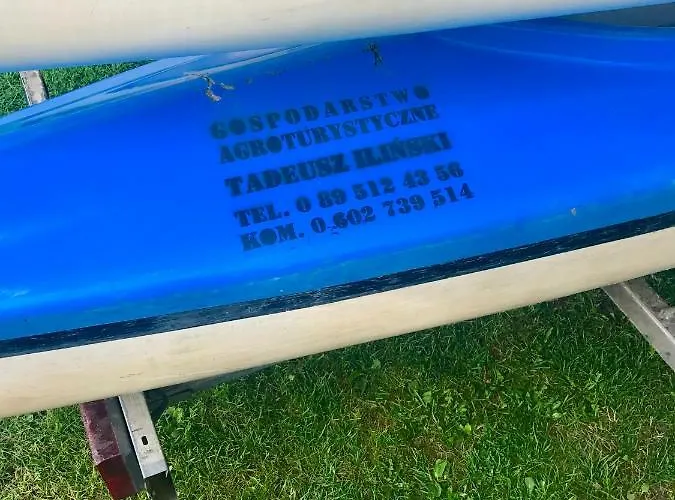 GOSPODARSTWO
AGROTURYSTYCZNE
TADEUSZ ILIŃSKI
TEL. 0 89 512 43 56
KOM. 0 602 739 514